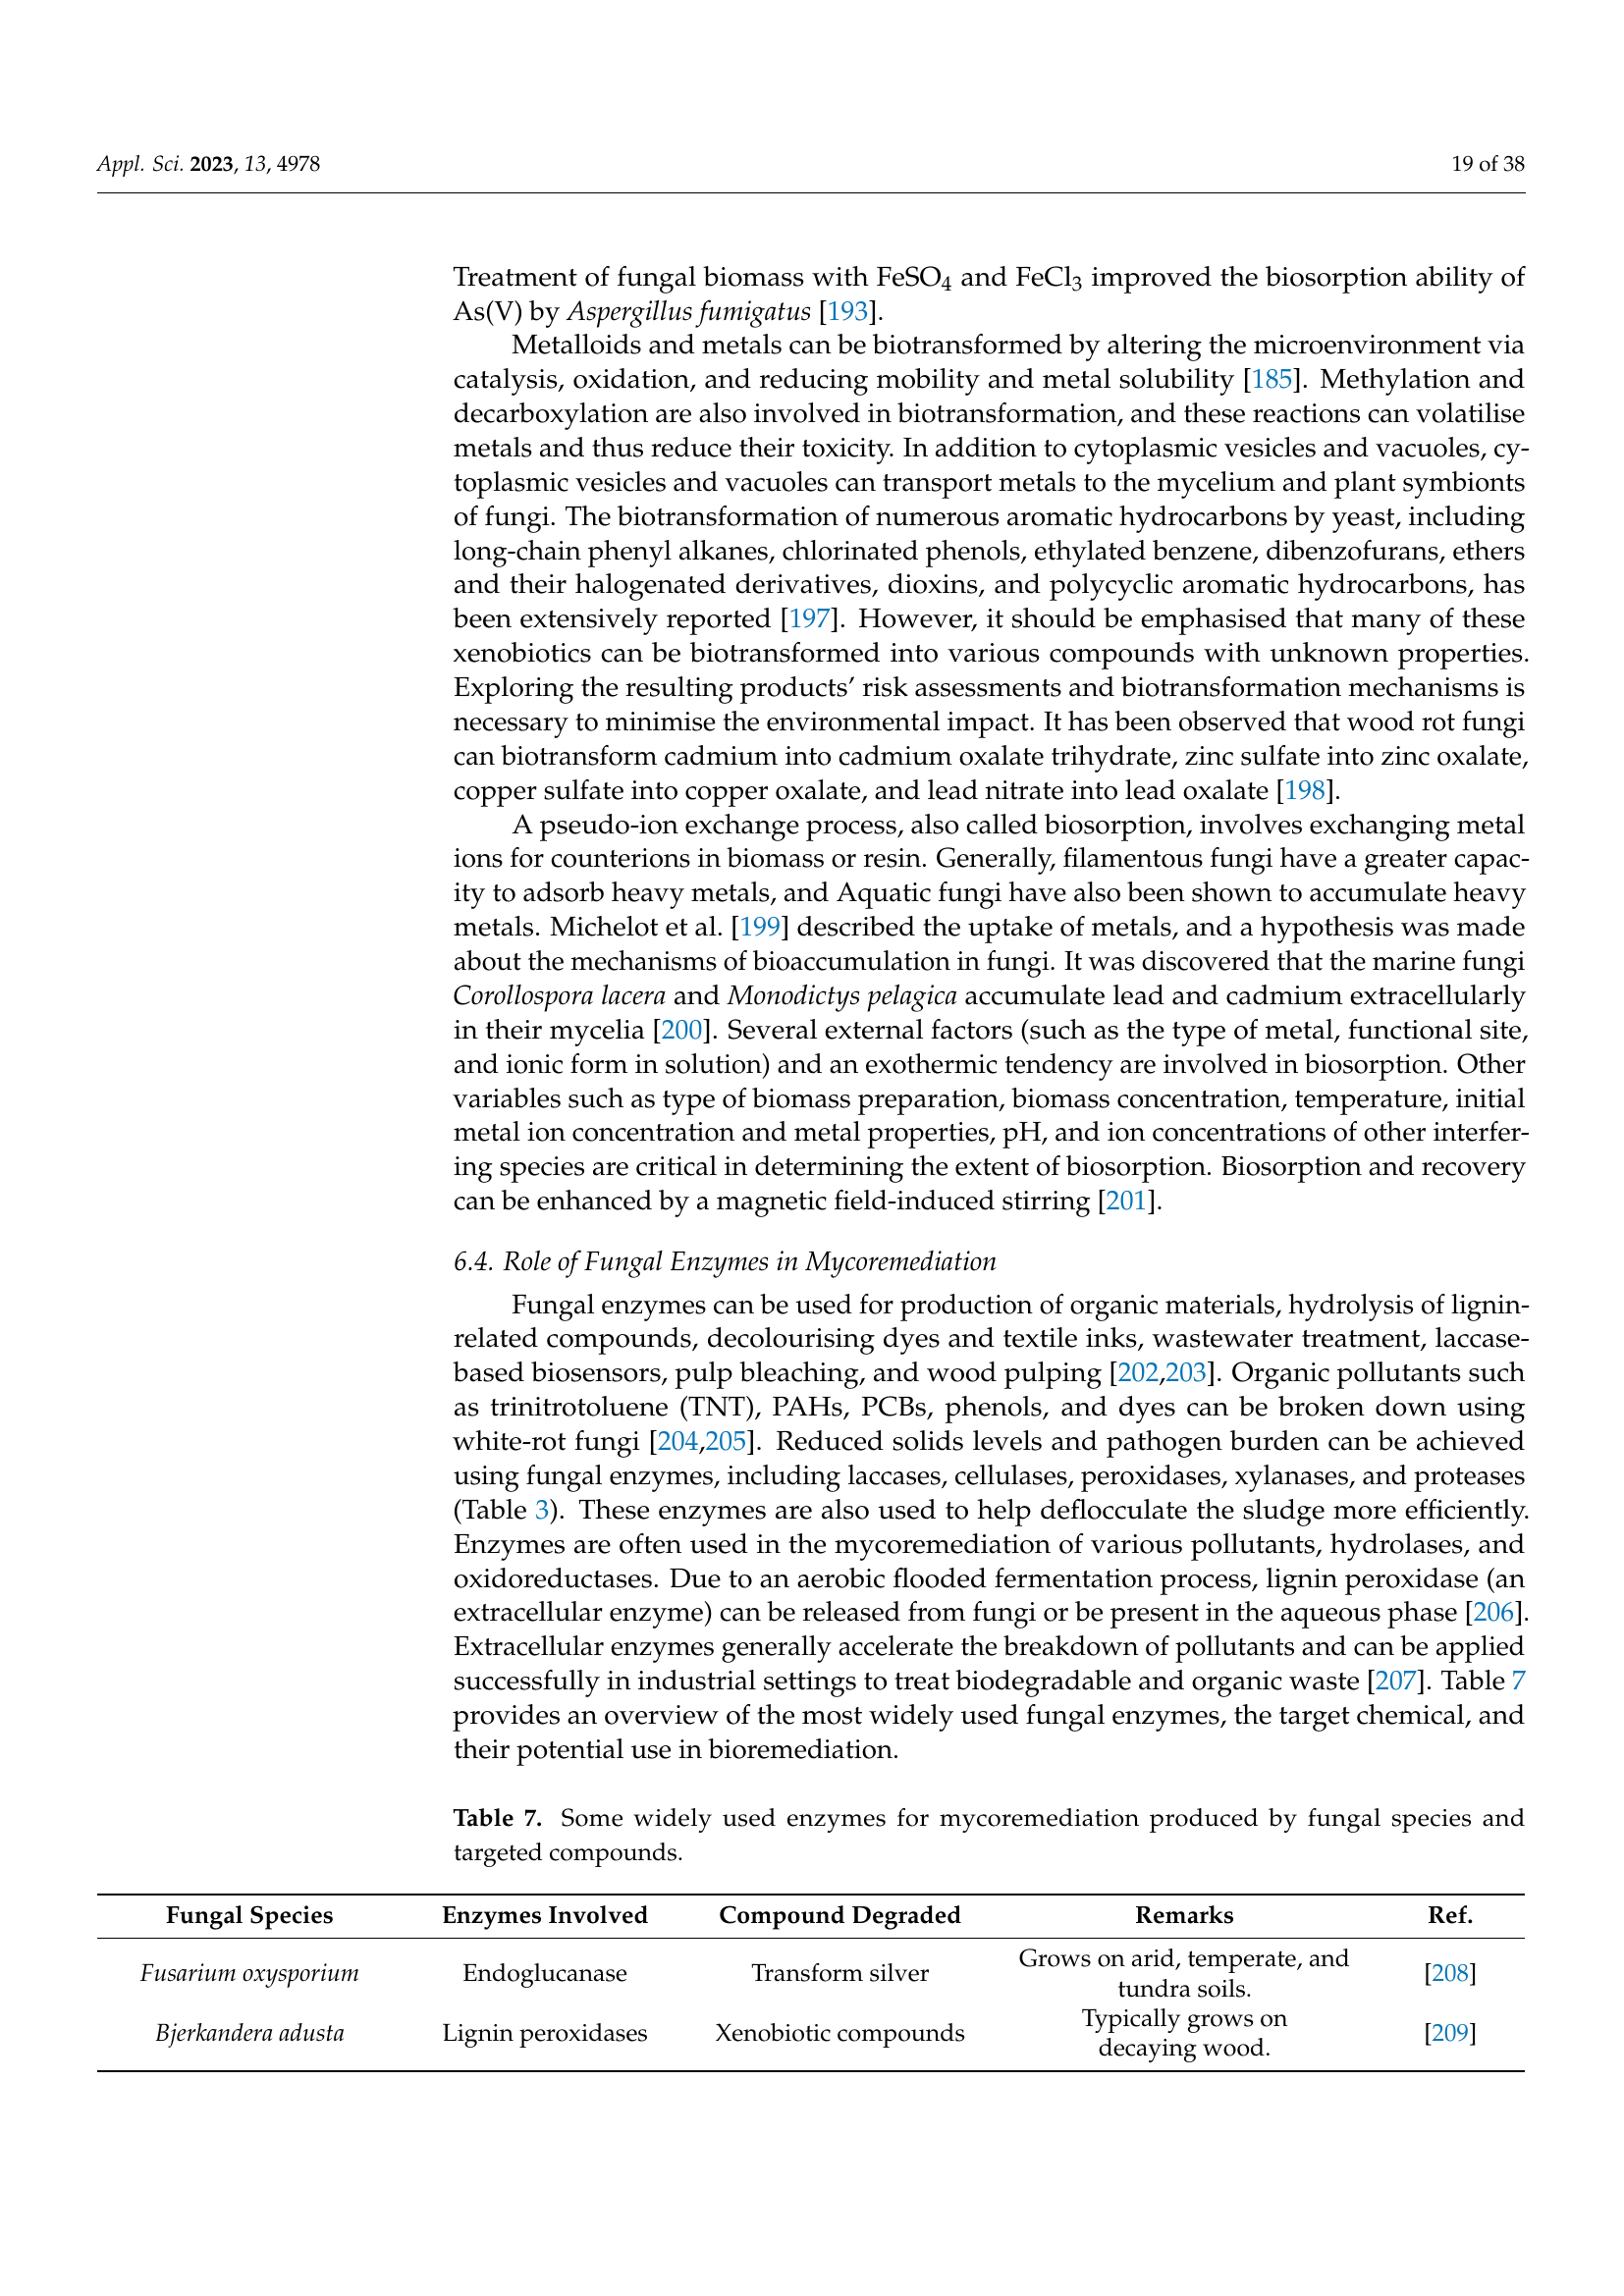 Appl. Sci. 2023, 13, 4978
19 of 38
Treatment of fungal biomass with FeSO4 and FeCl3 improved the biosorption ability of
As(V) by Aspergillus fumigatus [193].
Metalloids and metals can be biotransformed by altering the microenvironment via
catalysis, oxidation, and reducing mobility and metal solubility [185]. Methylation and
decarboxylation are also involved in biotransformation, and these reactions can volatilise
metals and thus reduce their toxicity. In addition to cytoplasmic vesicles and vacuoles, cy-
toplasmic vesicles and vacuoles can transport metals to the mycelium and plant symbionts
of fungi. The biotransformation of numerous aromatic hydrocarbons by yeast, including
long-chain phenyl alkanes, chlorinated phenols, ethylated benzene, dibenzofurans, ethers
and their halogenated derivatives, dioxins, and polycyclic aromatic hydrocarbons, has
been extensively reported [197]. However, it should be emphasised that many of these
xenobiotics can be biotransformed into various compounds with unknown properties.
Exploring the resulting products’ risk assessments and biotransformation mechanisms is
necessary to minimise the environmental impact. It has been observed that wood rot fungi
can biotransform cadmium into cadmium oxalate trihydrate, zinc sulfate into zinc oxalate,
copper sulfate into copper oxalate, and lead nitrate into lead oxalate [198].
A pseudo-ion exchange process, also called biosorption, involves exchanging metal
ions for counterions in biomass or resin. Generally, filamentous fungi have a greater capac-
ity to adsorb heavy metals, and Aquatic fungi have also been shown to accumulate heavy
metals. Michelot et al. [199] described the uptake of metals, and a hypothesis was made
about the mechanisms of bioaccumulation in fungi. It was discovered that the marine fungi
Corollospora lacera and Monodictys pelagica accumulate lead and cadmium extracellularly
in their mycelia [200]. Several external factors (such as the type of metal, functional site,
and ionic form in solution) and an exothermic tendency are involved in biosorption. Other
variables such as type of biomass preparation, biomass concentration, temperature, initial
metal ion concentration and metal properties, pH, and ion concentrations of other interfer-
ing species are critical in determining the extent of biosorption. Biosorption and recovery
can be enhanced by a magnetic field-induced stirring [201].
6.4. Role of Fungal Enzymes in Mycoremediation
Fungal enzymes can be used for production of organic materials, hydrolysis of lignin-
related compounds, decolourising dyes and textile inks, wastewater treatment, laccase-
based biosensors, pulp bleaching, and wood pulping [202,203]. Organic pollutants such
as trinitrotoluene (TNT), PAHs, PCBs, phenols, and dyes can be broken down using
white-rot fungi [204,205]. Reduced solids levels and pathogen burden can be achieved
using fungal enzymes, including laccases, cellulases, peroxidases, xylanases, and proteases
(Table 3). These enzymes are also used to help deflocculate the sludge more efficiently.
Enzymes are often used in the mycoremediation of various pollutants, hydrolases, and
oxidoreductases. Due to an aerobic flooded fermentation process, lignin peroxidase (an
extracellular enzyme) can be released from fungi or be present in the aqueous phase [206].
Extracellular enzymes generally accelerate the breakdown of pollutants and can be applied
successfully in industrial settings to treat biodegradable and organic waste [207]. Table 7
provides an overview of the most widely used fungal enzymes, the target chemical, and
their potential use in bioremediation.
Table 7. Some widely used enzymes for mycoremediation produced by fungal species and
targeted compounds.
Fungal Species Enzymes Involved Compound Degraded Remarks Ref.
Fusarium oxysporium Endoglucanase Transform silver Grows on arid, temperate, and
tundra soils. [208]
Bjerkandera adusta Lignin peroxidases Xenobiotic compounds Typically grows on
decaying wood. [209]